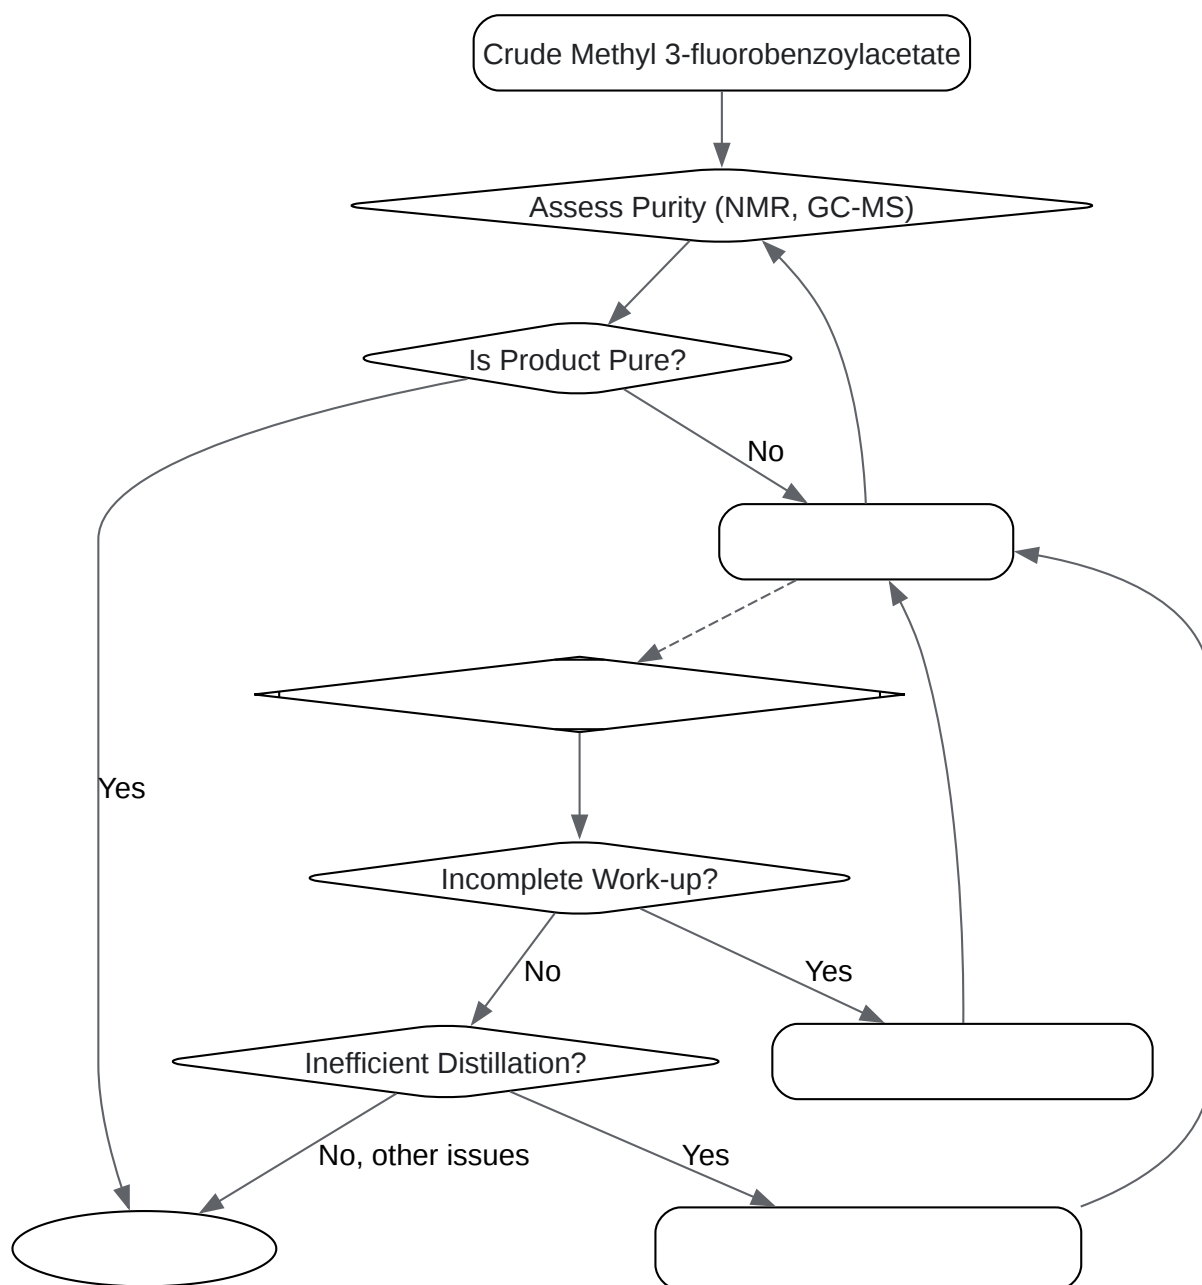 Crude Methyl 3-fluorobenzoylacetate
Assess Purity (NMR, GC-MS)
Is Product Pure?
No
Yes
Incomplete Work-up?
No
Yes
Inefficient Distillation?
No, other issues
Yes